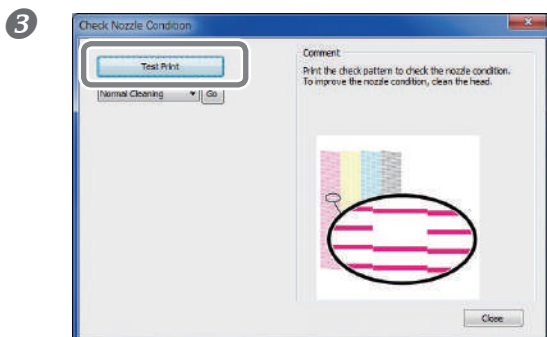 3
Check Nozzle Condition
Test Print
Normal Cleaning
Go
Comment
Print the check pattern to check the nozzle condition.
To improve the nozzle condition, clean the head.
Close